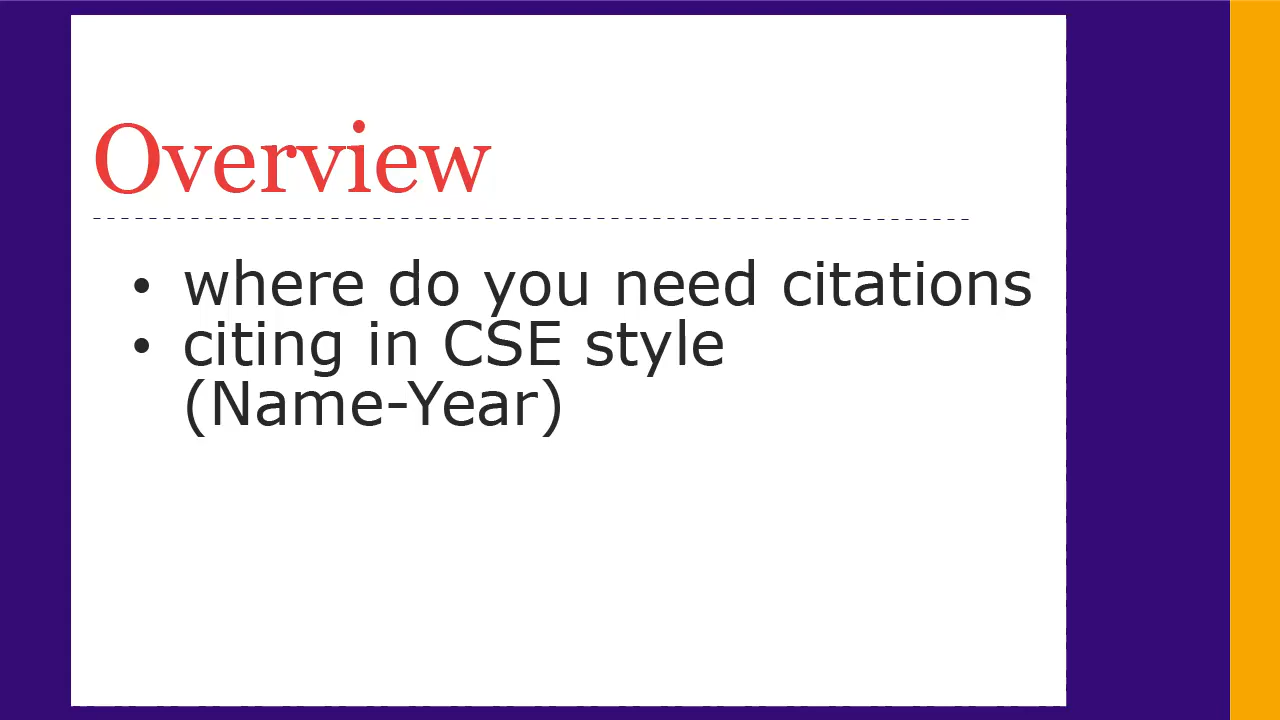 Overview
• where do you need citations
• citing in CSE style
(Name-Year)